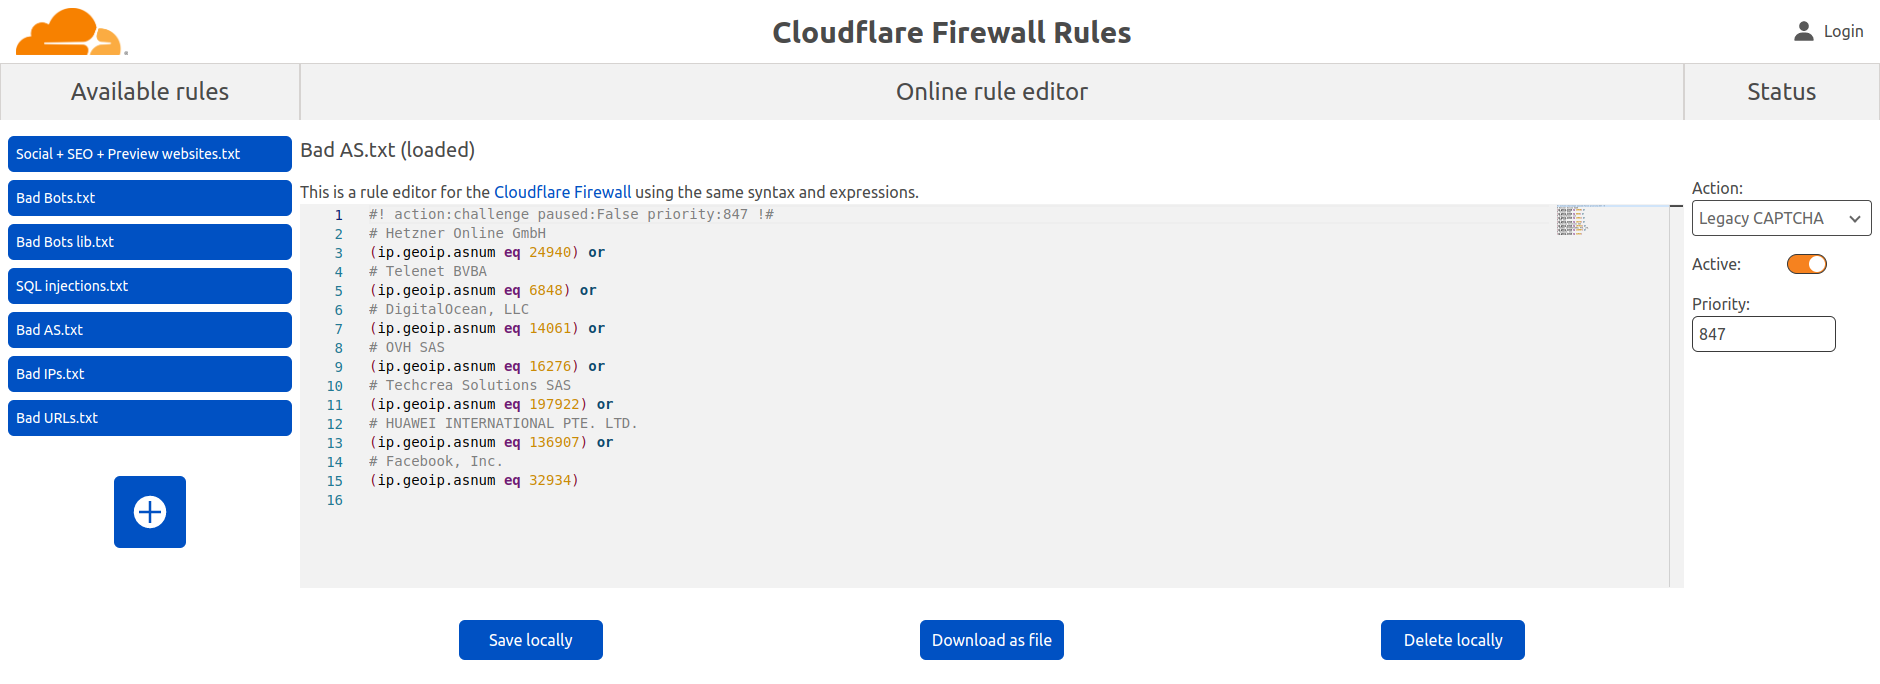 Cloudflare Firewall Rules
Login
Available rules
Online rule editor
Status
Social + SEO + Preview websites.txt
Bad Bots.txt
Bad Bots lib.txt
SQL injections.txt
Bad AS.txt
Bad IPs.txt
Bad URLs.txt
Bad AS.txt (loaded)
This is a rule editor for the Cloudflare Firewall using the same syntax and expressions.
1 #! action:challenge paused:False priority:847 !#
2 # Hetzner Online GmbH
3 (ip.geoip.asnum eq 24940) or
4 # Telenet BVBA
5 (ip.geoip.asnum eq 6848) or
6 # DigitalOcean, LLC
7 (ip.geoip.asnum eq 14061) or
8 # OVH SAS
9 (ip.geoip.asnum eq 16276) or
10 # Techcrea Solutions SAS
11 (ip.geoip.asnum eq 197922) or
12 # HUAWEI INTERNATIONAL PTE. LTD.
13 (ip.geoip.asnum eq 136907) or
14 # Facebook, Inc.
15 (ip.geoip.asnum eq 32934)
16
Action:
Legacy CAPTCHA
Active:
Priority:
847
Save locally
Download as file
Delete locally